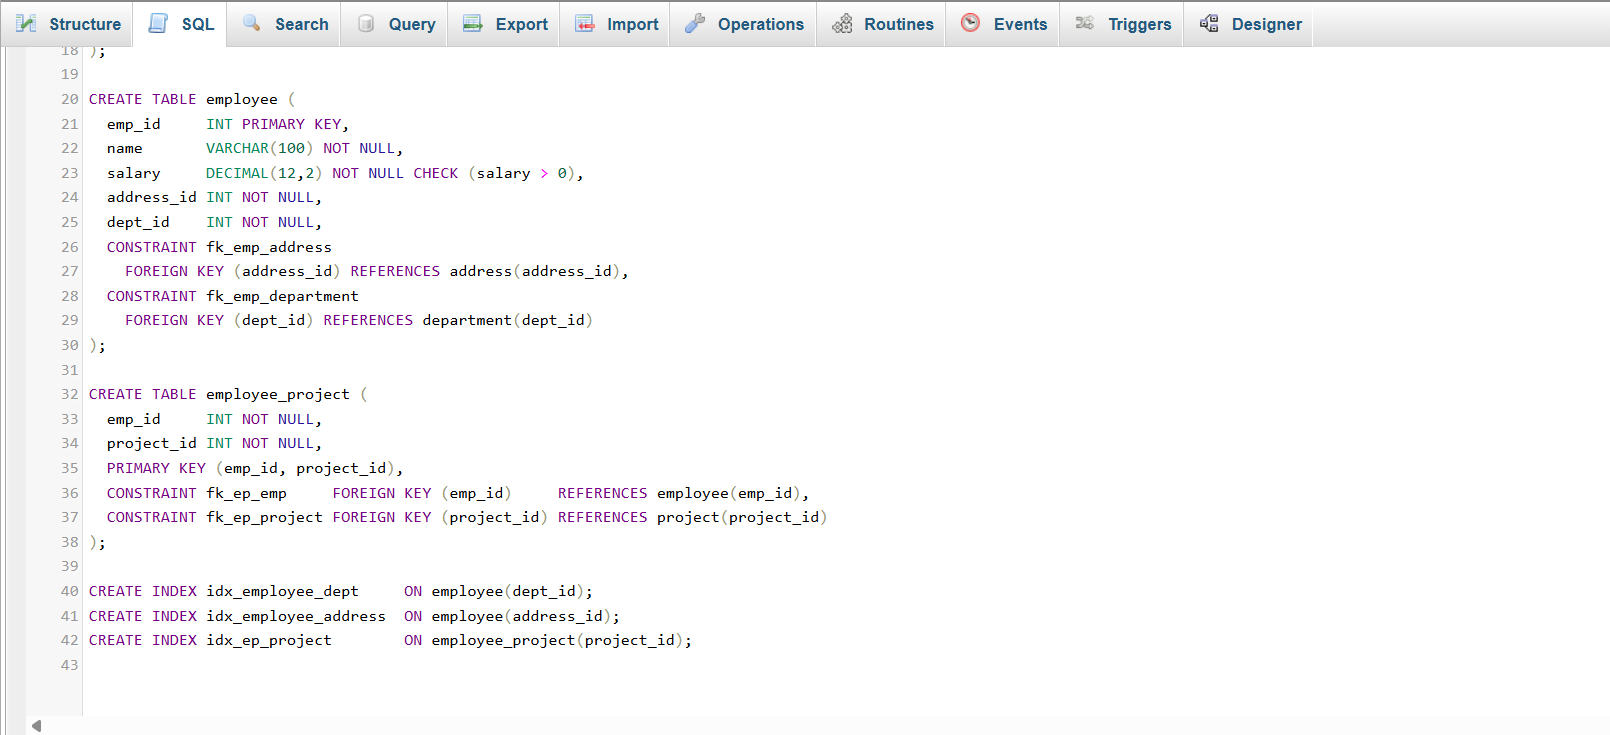 Structure SQL Search Query Export Import Operations Routines Events Triggers Designer
18 );
19
20 CREATE TABLE employee (
21   emp_id     INT PRIMARY KEY,
22   name       VARCHAR(100) NOT NULL,
23   salary     DECIMAL(12,2) NOT NULL CHECK (salary > 0),
24   address_id INT NOT NULL,
25   dept_id    INT NOT NULL,
26   CONSTRAINT fk_emp_address
27     FOREIGN KEY (address_id) REFERENCES address(address_id),
28   CONSTRAINT fk_emp_department
29     FOREIGN KEY (dept_id) REFERENCES department(dept_id)
30 );
31
32 CREATE TABLE employee_project (
33   emp_id     INT NOT NULL,
34   project_id INT NOT NULL,
35   PRIMARY KEY (emp_id, project_id),
36   CONSTRAINT fk_ep_emp     FOREIGN KEY (emp_id)     REFERENCES employee(emp_id),
37   CONSTRAINT fk_ep_project FOREIGN KEY (project_id) REFERENCES project(project_id)
38 );
39
40 CREATE INDEX idx_employee_dept     ON employee(dept_id);
41 CREATE INDEX idx_employee_address  ON employee(address_id);
42 CREATE INDEX idx_ep_project        ON employee_project(project_id);
43